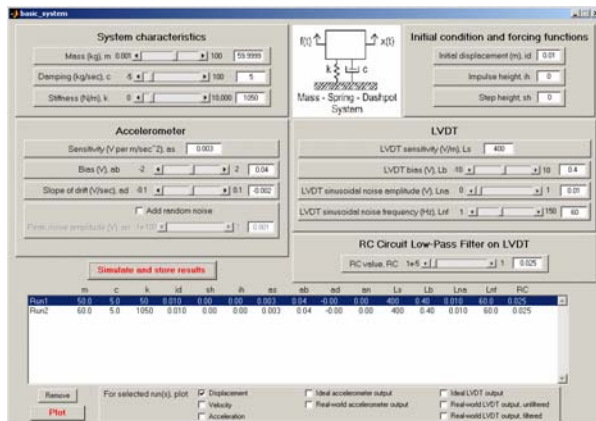 basic_system
System characteristics
Mass (kg), m 0.001 100 59.9999
Damping (kg/sec), c -5 100 5
Stiffness (N/m), k 0 10,000 1050
f(t) x(t)
k c
Mass - Spring - Dashpot
System
Initial condition and forcing functions
Initial displacement (m), id 0.01
Impulse height, ih 0
Step height, sh 0
Accelerometer
Sensitivity (V per m/sec^2), as 0.003
Bias (V), ab -2 2 0.04
Slope of drift (V/sec), ad -0.1 0.1 -0.002
Add random noise:
noise amplitude (V), 1 0.001
LVDT
LVDT sensitivity (V/m), Ls 400
LVDT bias (V), Lb -10 10 0.4
LVDT sinusoidal noise amplitude (V), Lna 0 1 0.01
LVDT sinusoidal noise frequency (Hz), Lnf 1 150 60
RC Circuit Low-Pass Filter on LVDT
RC value, RC 1e-5 1 0.025
Simulate and store results
m c k id sh ih as ab ad an Ls Lb Lna Lnf RC
Run1 50.0 5.0 50 0.010 0.00 0.00 0.003 0.04 -0.00 0.00 400 0.40 0.010 60.0 0.025
Run2 60.0 5.0 1050 0.010 0.00 0.00 0.003 0.04 -0.00 0.00 400 0.40 0.010 60.0 0.025
Remove
Plot
For selected run(s), plot:
Displacement
Velocity
Acceleration
Ideal accelerometer output
Real-world accelerometer output
Ideal LVDT output
Real-world LVDT output, unfiltered
Real-world LVDT output, filtered